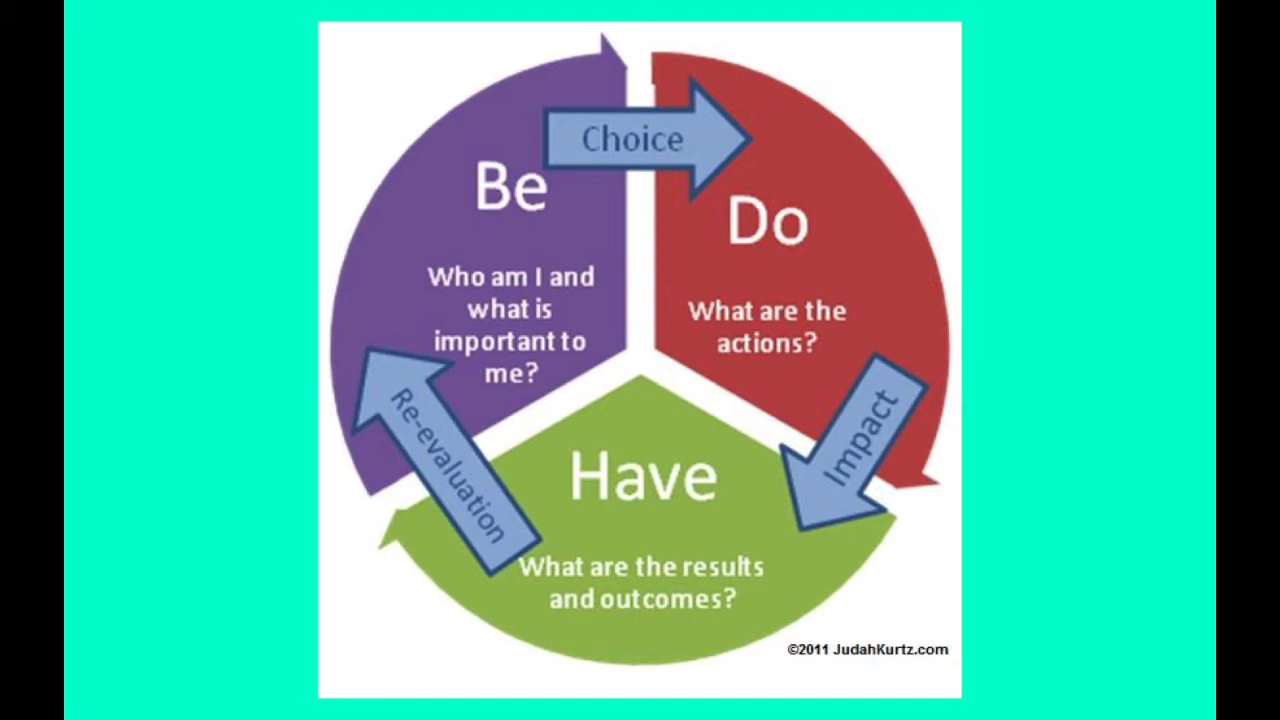 Choice
Be
Do
Who am I and
what is
important to
me?
What are the
actions?
Re-evaluation
Impact
Have
What are the results
and outcomes?
©2011 JudahKurtz.com